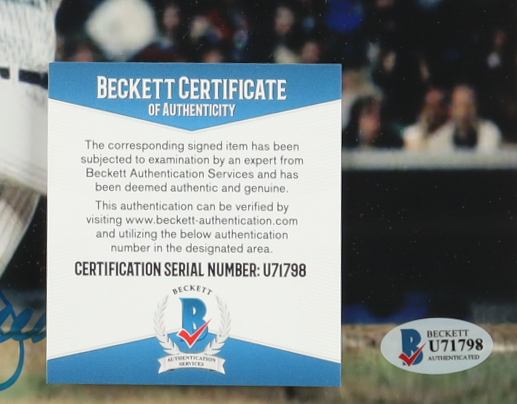 BECKETT CERTIFICATE
OF AUTHENTICITY
The corresponding signed item has been
subjected to examination by an expert from
Beckett Authentication Services and has
been deemed authentic and genuine.
This authentication can be verified by
visiting www.beckett-authentication.com
and utilizing the below authentication
number in the designated area.
CERTIFICATION SERIAL NUMBER: U71798
BECKETT
B
AUTHENTICATION
SERVICES
BECKETT
B
U71798
AUTHENTICATED